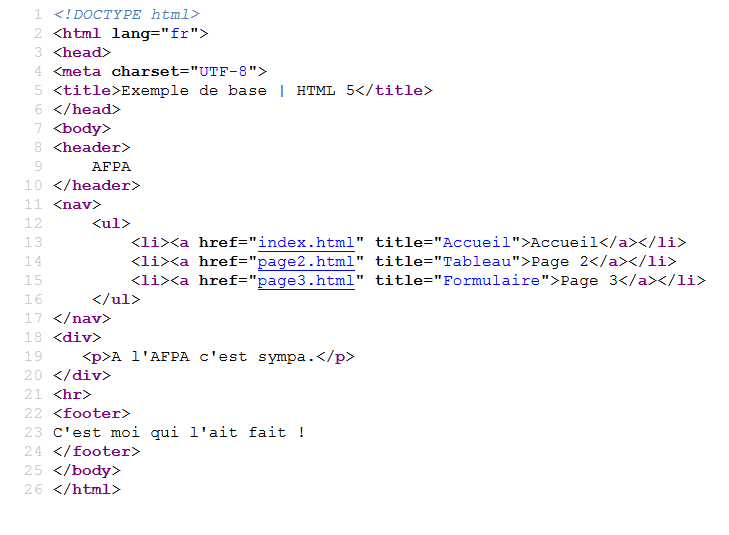 1 <!DOCTYPE html>
2 <html lang="fr">
3 <head>
4 <meta charset="UTF-8">
5 <title>Exemple de base | HTML 5</title>
6 </head>
7 <body>
8 <header>
9     AFPA
10 </header>
11 <nav>
12     <ul>
13         <li><a href="index.html" title="Accueil">Accueil</a></li>
14         <li><a href="page2.html" title="Tableau">Page 2</a></li>
15         <li><a href="page3.html" title="Formulaire">Page 3</a></li>
16     </ul>
17 </nav>
18 <div>
19    <p>A l'AFPA c'est sympa.</p>
20 </div>
21 <hr>
22 <footer>
23 C'est moi qui l'ait fait !
24 </footer>
25 </body>
26 </html>